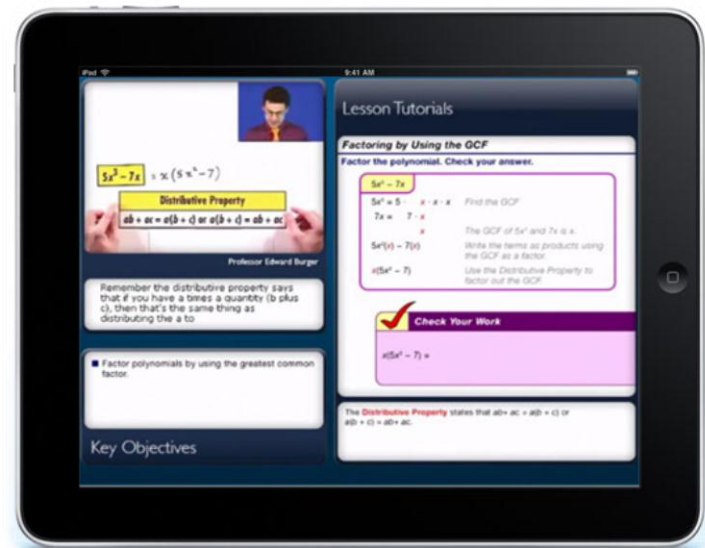 iPad
9:41 AM
5x³ – 7x = x(5x² – 7)
Distributive Property
ab + ac = a(b + c) or a(b + c) = ab + ac
Professor Edward Burger
Remember the distributive property says
that if you have a times a quantity (b plus
c), then that's the same thing as
distributing the a to
■ Factor polynomials by using the greatest common
factor.
Key Objectives
Lesson Tutorials
Factoring by Using the GCF
Factor the polynomial. Check your answer.
5x³ – 7x
5x³ = 5 · x · x · x Find the GCF
7x = 7 · x
x The GCF of 5x³ and 7x is x.
5x²(x) – 7(x) Write the terms as products using
the GCF as a factor.
x(5x² – 7) Use the Distributive Property to
factor out the GCF.
Check Your Work
x(5x² – 7) =
The Distributive Property states that ab+ ac = a(b + c) or
a(b + c) = ab+ ac.